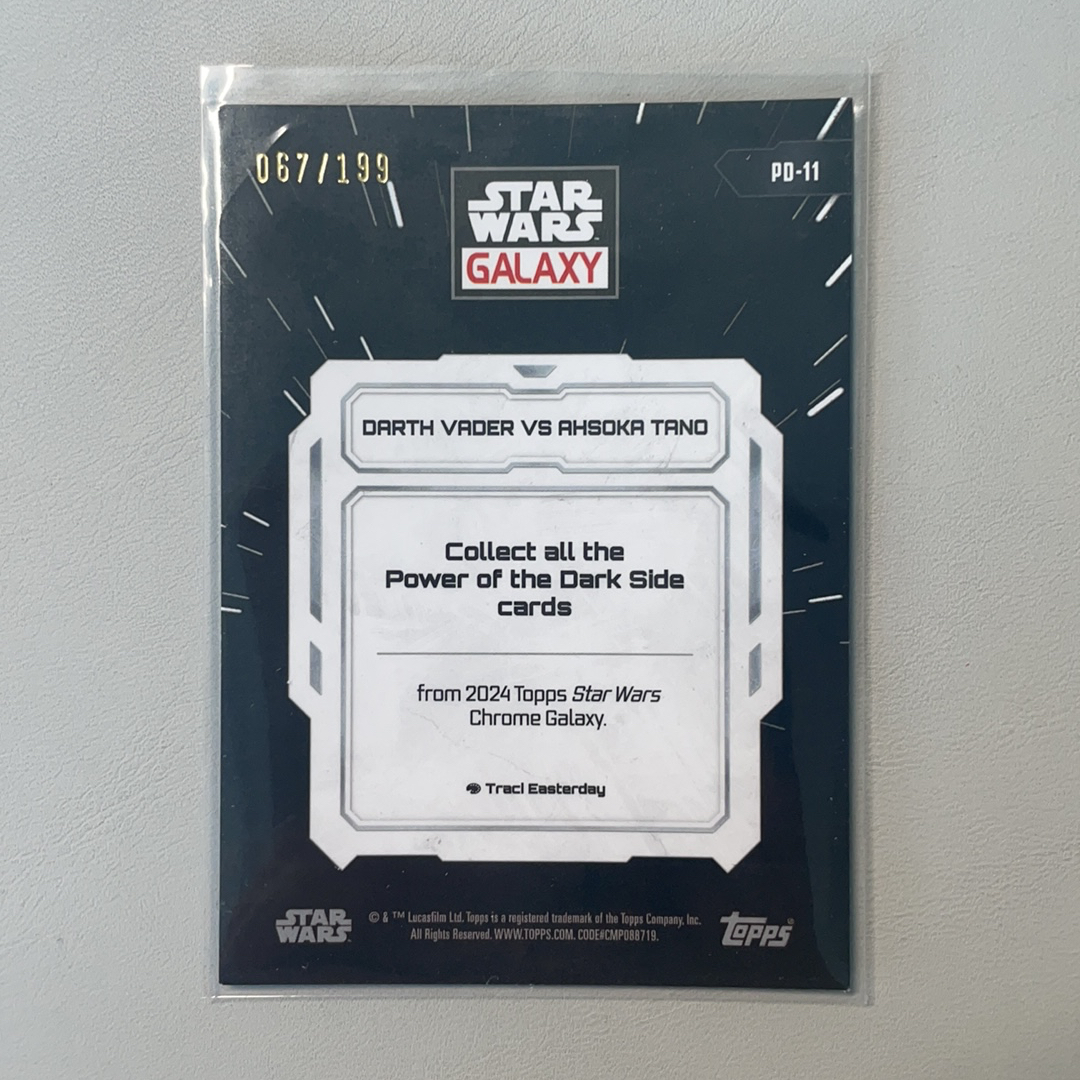 067/199
PD-11
STAR
WARS
GALAXY
DARTH VADER VS AHSOKA TANO
Collect all the
Power of the Dark Side
cards
from 2024 Topps Star Wars
Chrome Galaxy.
Traci Easterday
STAR
WARS
© & ™ Lucasfilm Ltd. Topps is a registered trademark of the Topps Company, Inc.
All Rights Reserved. WWW.TOPPS.COM. CODE#CMP088719.
Topps®